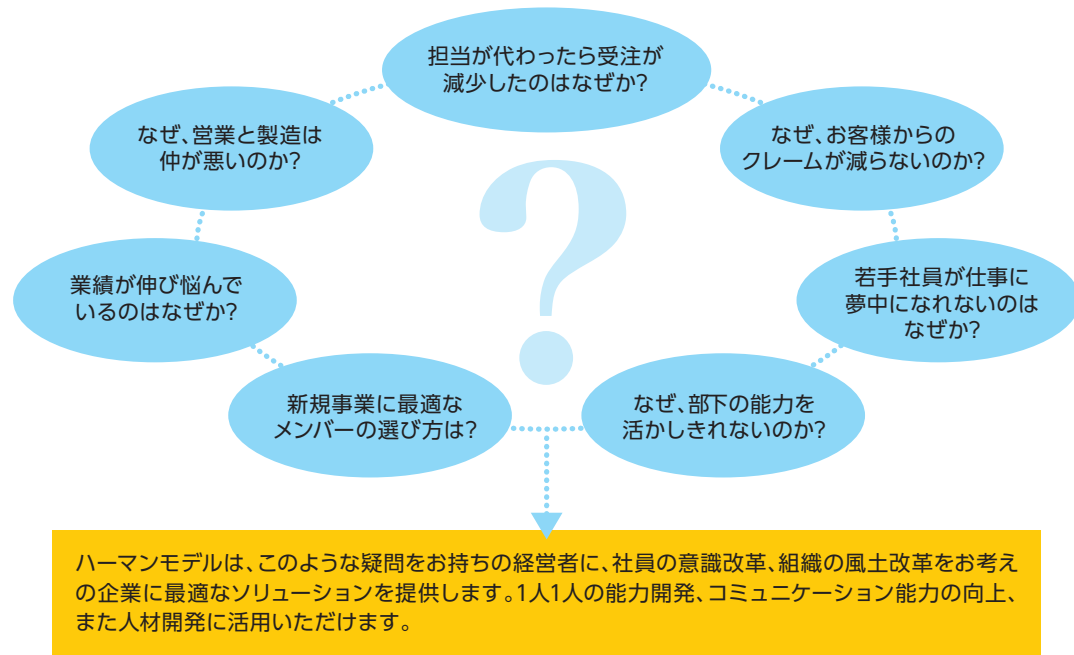 担当が代わったら受注が
減少したのはなぜか?
なぜ、営業と製造は
仲が悪いのか?
なぜ、お客様からの
クレームが減らないのか?
?
業績が伸び悩んで
いるのはなぜか?
若手社員が仕事に
夢中になれないのは
なぜか?
新規事業に最適な
メンバーの選び方は?
なぜ、部下の能力を
活かしきれないのか?
ハーマンモデルは、このような疑問をお持ちの経営者に、社員の意識改革、組織の風土改革をお考え
の企業に最適なソリューションを提供します。1人1人の能力開発、コミュニケーション能力の向上、
また人材開発に活用いただけます。